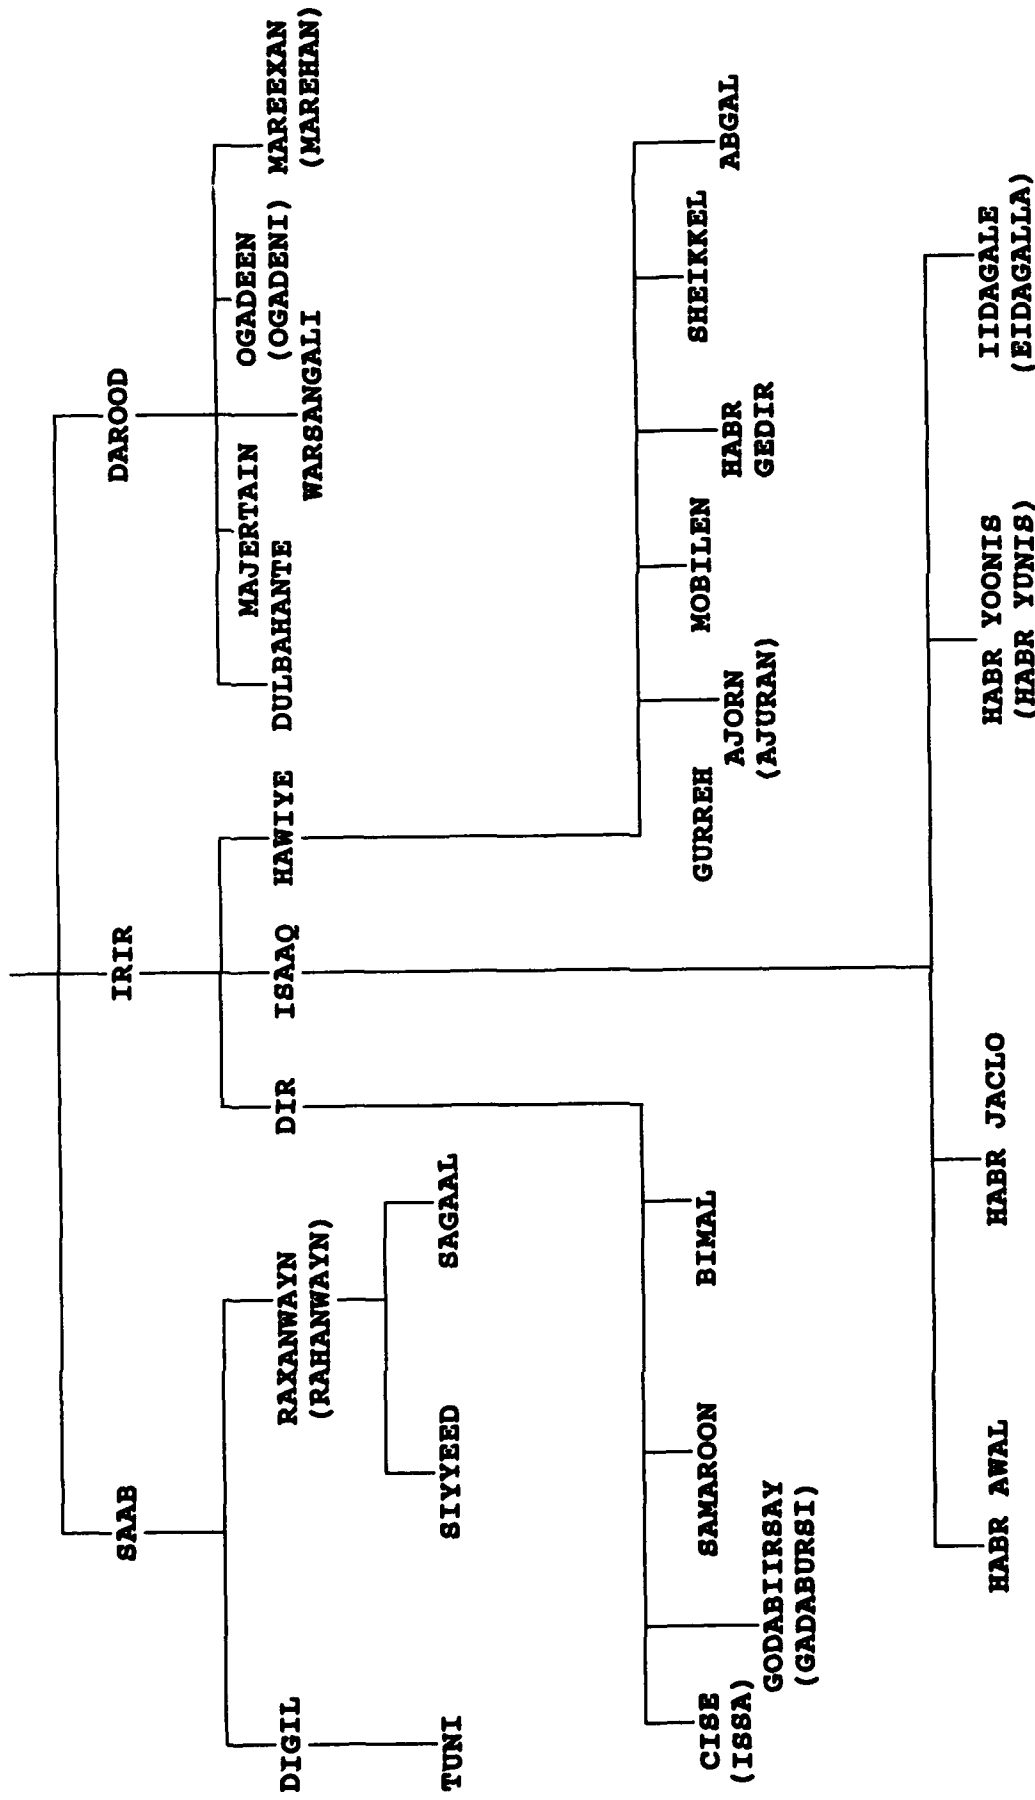 SAAB
IRIR
DAROOD
DIGIL
RAXANWAYN
(RAHANWAYN)
DIR
ISAAQ
HAWIYE
DULBAHANTE
MAJERTAIN
WARSANGALI
OGADEEN
(OGADENI)
MAREEXAN
(MAREHAN)
TUNI
SIYYEED
SAGAAL
CISE
(ISSA)
GODABIIRSAY
(GADABURSI)
SAMAROON
BIMAL
GURREH
AJORN
(AJURAN)
MOBILEN
HABR
GEDIR
SHEIKKEL
ABGAL
HABR AWAL
HABR JACLO
HABR YOONIS
(HABR YUNIS)
IIDAGALE
(EIDAGALLA)